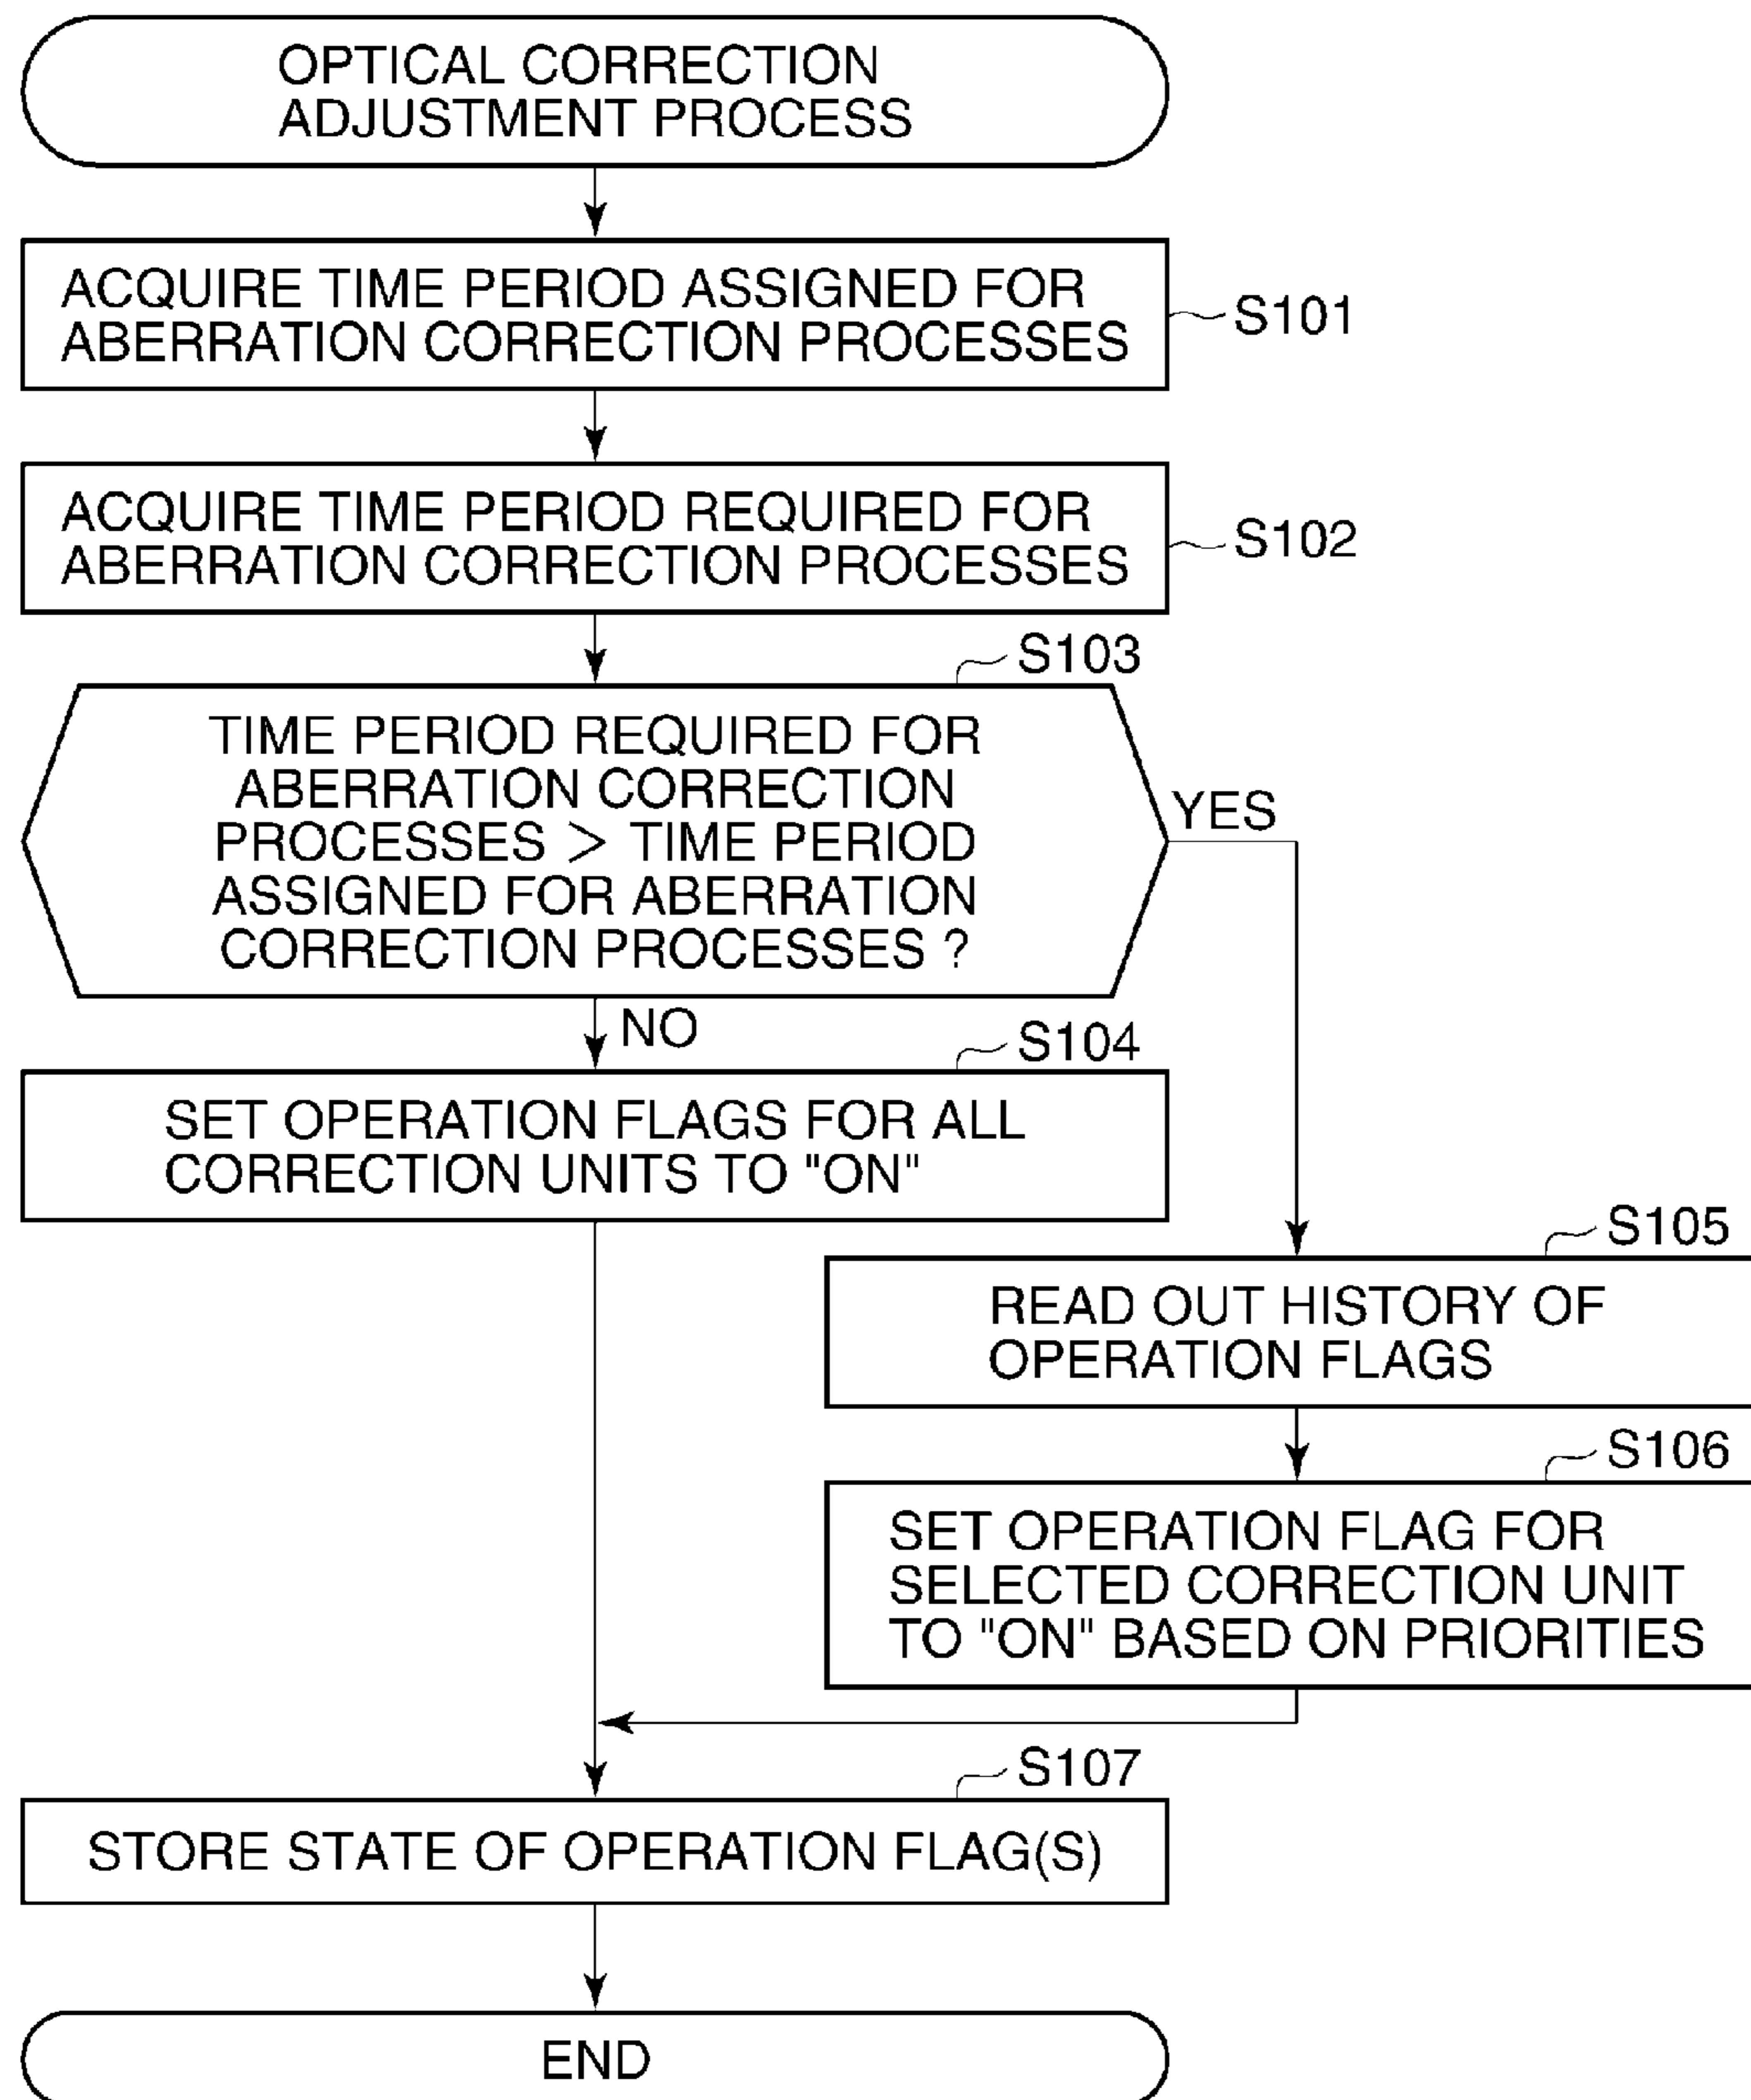 OPTICAL CORRECTION
ADJUSTMENT PROCESS
ACQUIRE TIME PERIOD ASSIGNED FOR
ABERRATION CORRECTION PROCESSES
S101
ACQUIRE TIME PERIOD REQUIRED FOR
ABERRATION CORRECTION PROCESSES
S102
S103
TIME PERIOD REQUIRED FOR
ABERRATION CORRECTION
PROCESSES > TIME PERIOD
ASSIGNED FOR ABERRATION
CORRECTION PROCESSES ?
YES
NO
S104
SET OPERATION FLAGS FOR ALL
CORRECTION UNITS TO "ON"
S105
READ OUT HISTORY OF
OPERATION FLAGS
S106
SET OPERATION FLAG FOR
SELECTED CORRECTION UNIT
TO "ON" BASED ON PRIORITIES
S107
STORE STATE OF OPERATION FLAG(S)
END